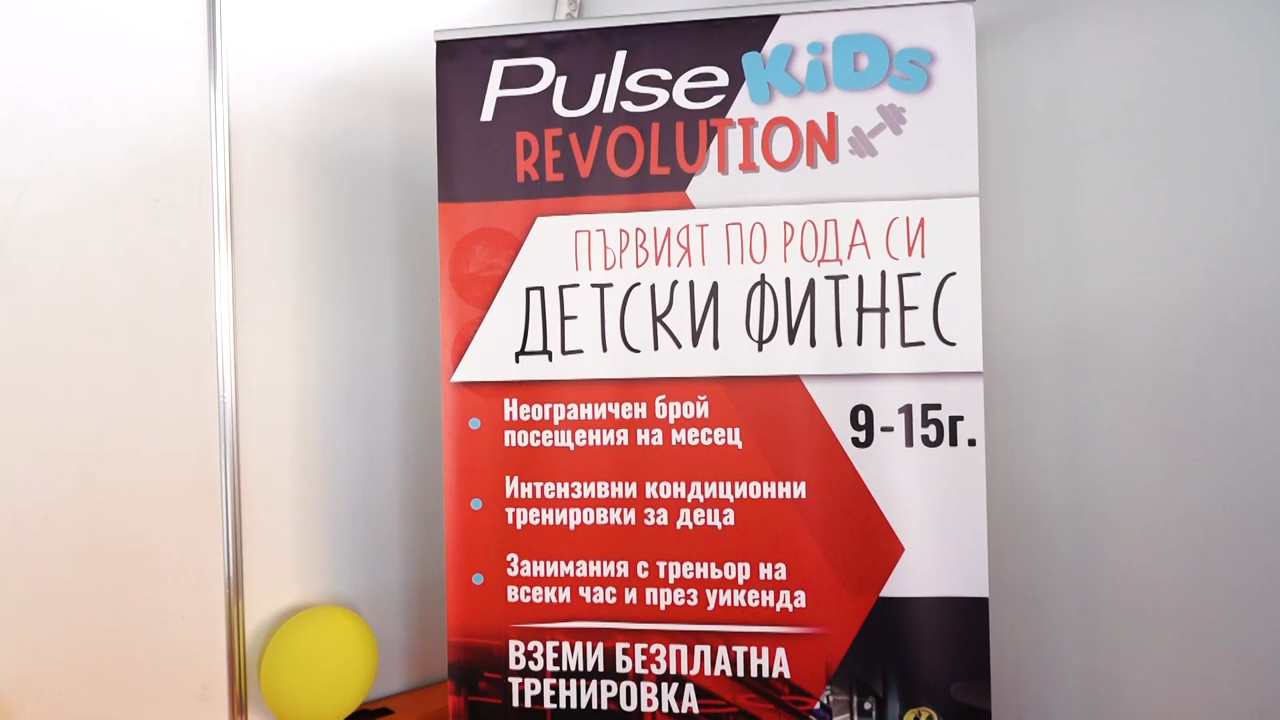 Pulse KiDs
REVOLUTION
ПЪРВИЯТ ПО РОДА СИ
ДЕТСКИ ФИТНЕС
9-15г.
Неограничен брой
посещения на месец
Интензивни кондиционни
тренировки за деца
Занимания с треньор на
всеки час и през уикенда
ВЗЕМИ БЕЗПЛАТНА
ТРЕНИРОВКА